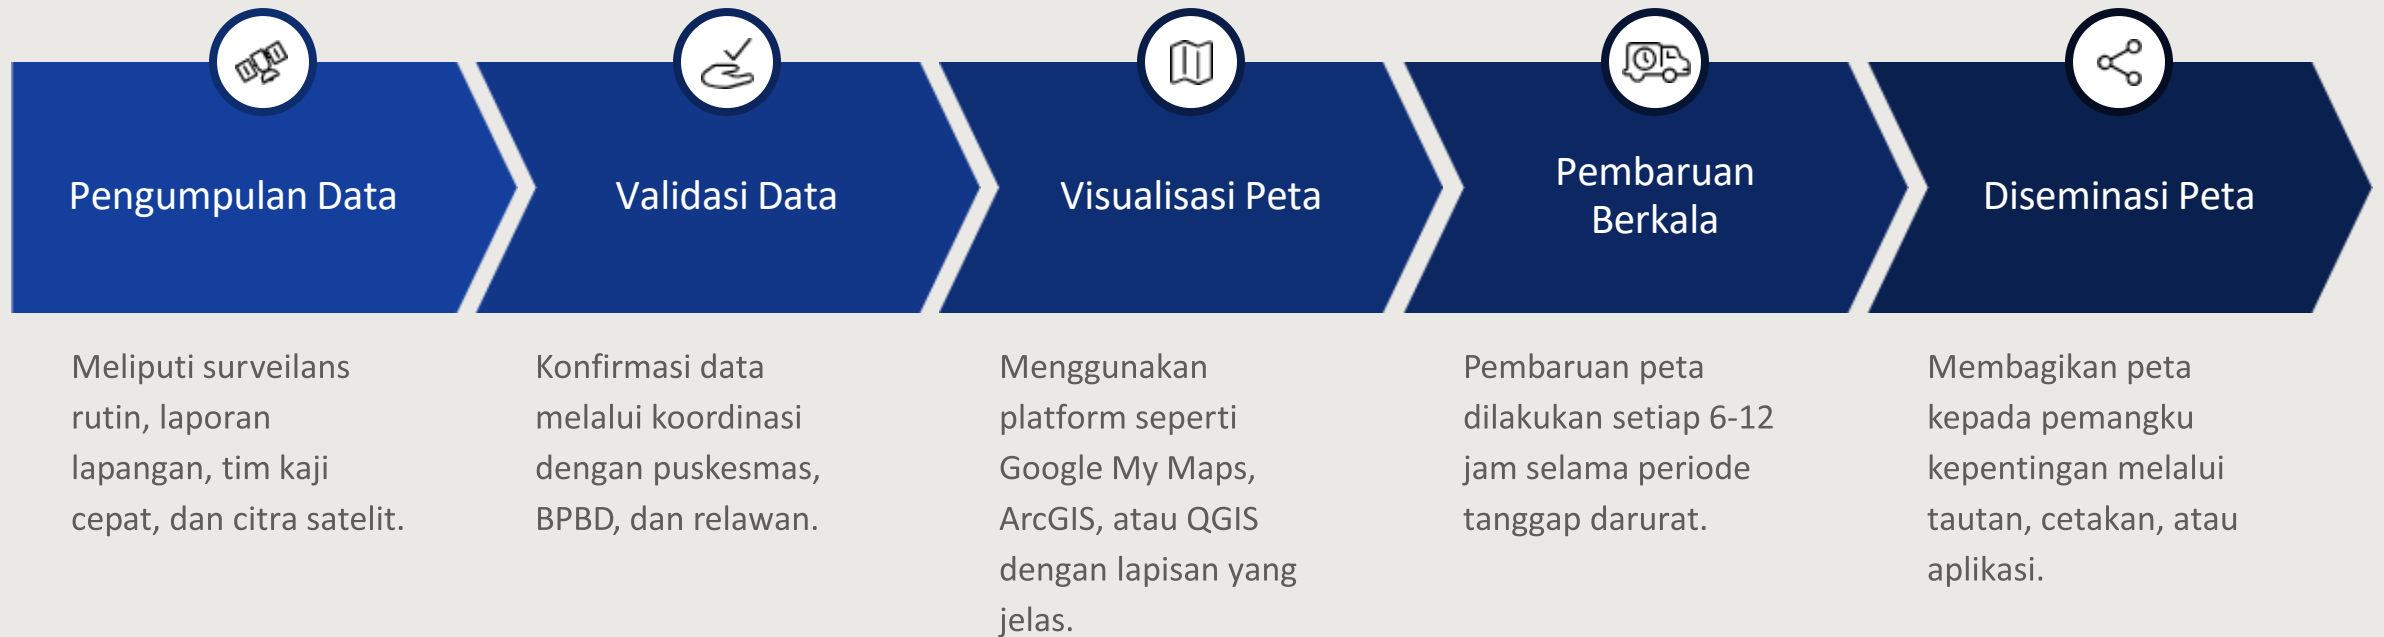 Pengumpulan Data
Meliputi surveilans
rutin, laporan
lapangan, tim kaji
cepat, dan citra satelit.
Validasi Data
Konfirmasi data
melalui koordinasi
dengan puskesmas,
BPBD, dan relawan.
Visualisasi Peta
Menggunakan
platform seperti
Google My Maps,
ArcGIS, atau QGIS
dengan lapisan yang
jelas.
Pembaruan
Berkala
Pembaruan peta
dilakukan setiap 6-12
jam selama periode
tanggap darurat.
Diseminasi Peta
Membagikan peta
kepada pemangku
kepentingan melalui
tautan, cetakan, atau
aplikasi.